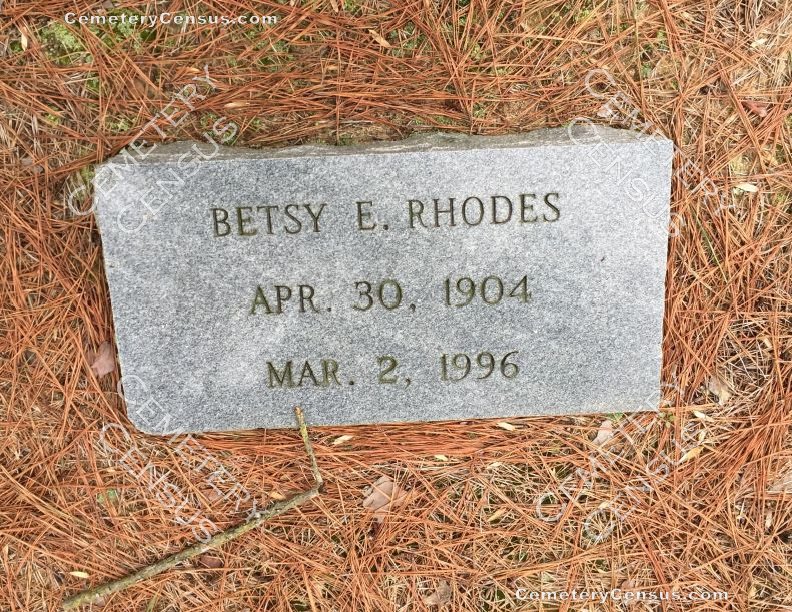 CemeteryCensus.com
CEMETERY CENSUS
CEMETERY CENSUS
BETSY E. RHODES
APR. 30, 1904
MAR. 2, 1996
CEMETERY CENSUS
CEMETERY CENSUS
CemeteryCensus.com